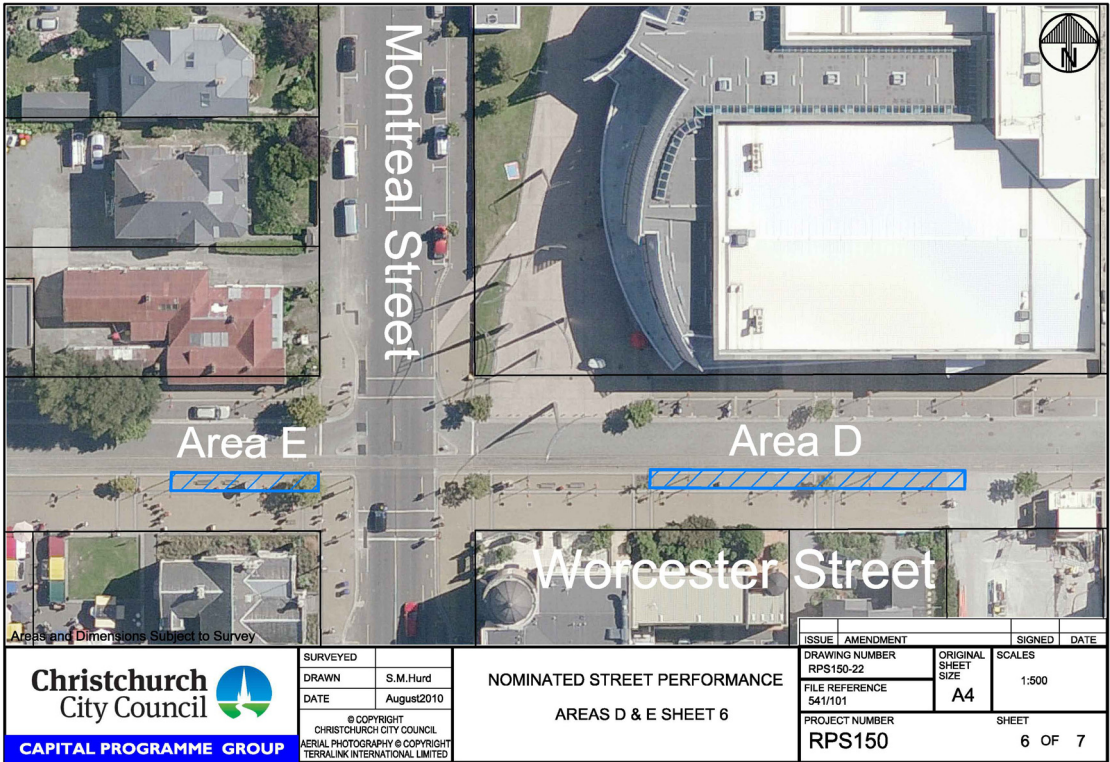 Montreal Street
N
Area E
Area D
Worcester Street
Areas and Dimensions Subject to Survey
Christchurch
City Council
CAPITAL PROGRAMME GROUP
SURVEYED
DRAWN S.M.Hurd
DATE August2010
© COPYRIGHT
CHRISTCHURCH CITY COUNCIL
AERIAL PHOTOGRAPHY © COPYRIGHT
TERRALINK INTERNATIONAL LIMITED
NOMINATED STREET PERFORMANCE
AREAS D & E SHEET 6
ISSUE AMENDMENT SIGNED DATE
DRAWING NUMBER
RPS150-22
FILE REFERENCE
541/101
ORIGINAL
SHEET
SIZE
A4
SCALES
1:500
PROJECT NUMBER
RPS150
SHEET
6 OF 7